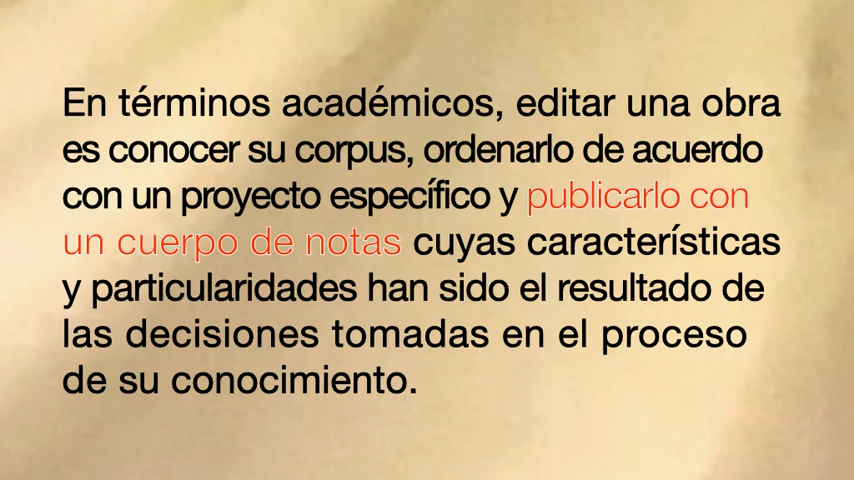 En términos académicos, editar una obra
es conocer su corpus, ordenarlo de acuerdo
con un proyecto específico y publicarlo con
un cuerpo de notas cuyas características
y particularidades han sido el resultado de
las decisiones tomadas en el proceso
de su conocimiento.